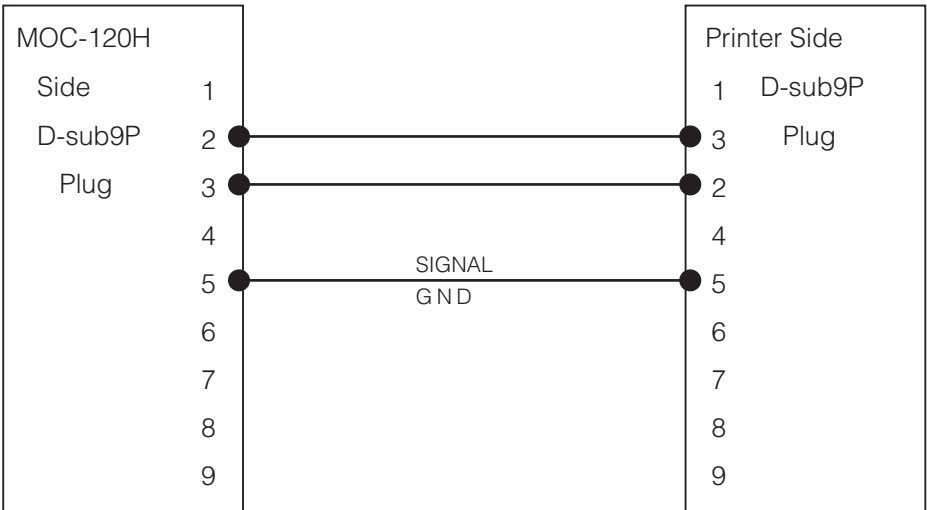 MOC-120H Printer Side
Side 1 1 D-sub9P
D-sub9P 2 3 Plug
Plug 3 2
4 4
SIGNAL
5 5
GND
6 6
7 7
8 8
9 9